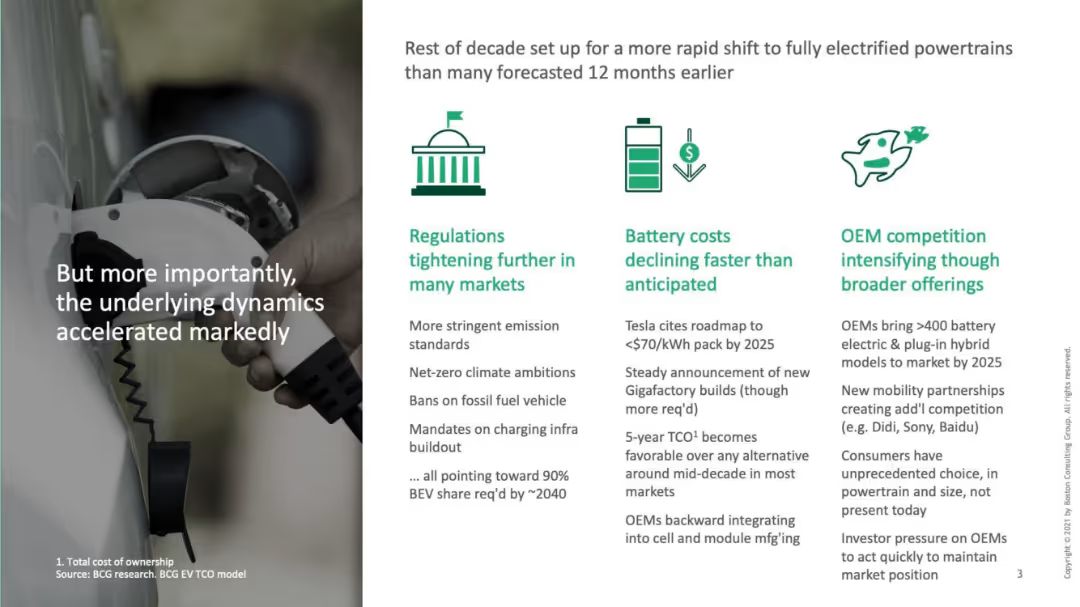 But more importantly,
the underlying dynamics
accelerated markedly
1. Total cost of ownership
Source: BCG research. BCG EV TCO model
Rest of decade set up for a more rapid shift to fully electrified powertrains
than many forecasted 12 months earlier
Regulations
tightening further in
many markets
More stringent emission
standards
Net-zero climate ambitions
Bans on fossil fuel vehicle
Mandates on charging infra
buildout
... all pointing toward 90%
BEV share req'd by ~2040
$
Battery costs
declining faster than
anticipated
Tesla cites roadmap to
<$70/kWh pack by 2025
Steady announcement of new
Gigafactory builds (though
more req'd)
5-year TCO¹ becomes
favorable over any alternative
around mid-decade in most
markets
OEMs backward integrating
into cell and module mfg'ing
OEM competition
intensifying though
broader offerings
OEMs bring >400 battery
electric & plug-in hybrid
models to market by 2025
New mobility partnerships
creating add'l competition
(e.g. Didi, Sony, Baidu)
Consumers have
unprecedented choice, in
powertrain and size, not
present today
Investor pressure on OEMs
to act quickly to maintain
market position
3
Copyright © 2021 by Boston Consulting Group. All rights reserved.